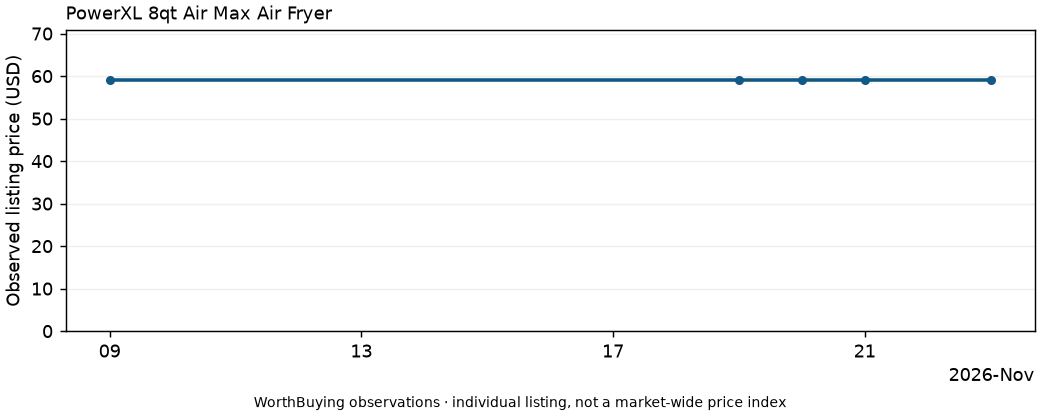 PowerXL 8qt Air Max Air Fryer
Observed listing price (USD)
70
60
50
40
30
20
10
0
09 13 17 21
2026-Nov
WorthBuying observations · individual listing, not a market-wide price index